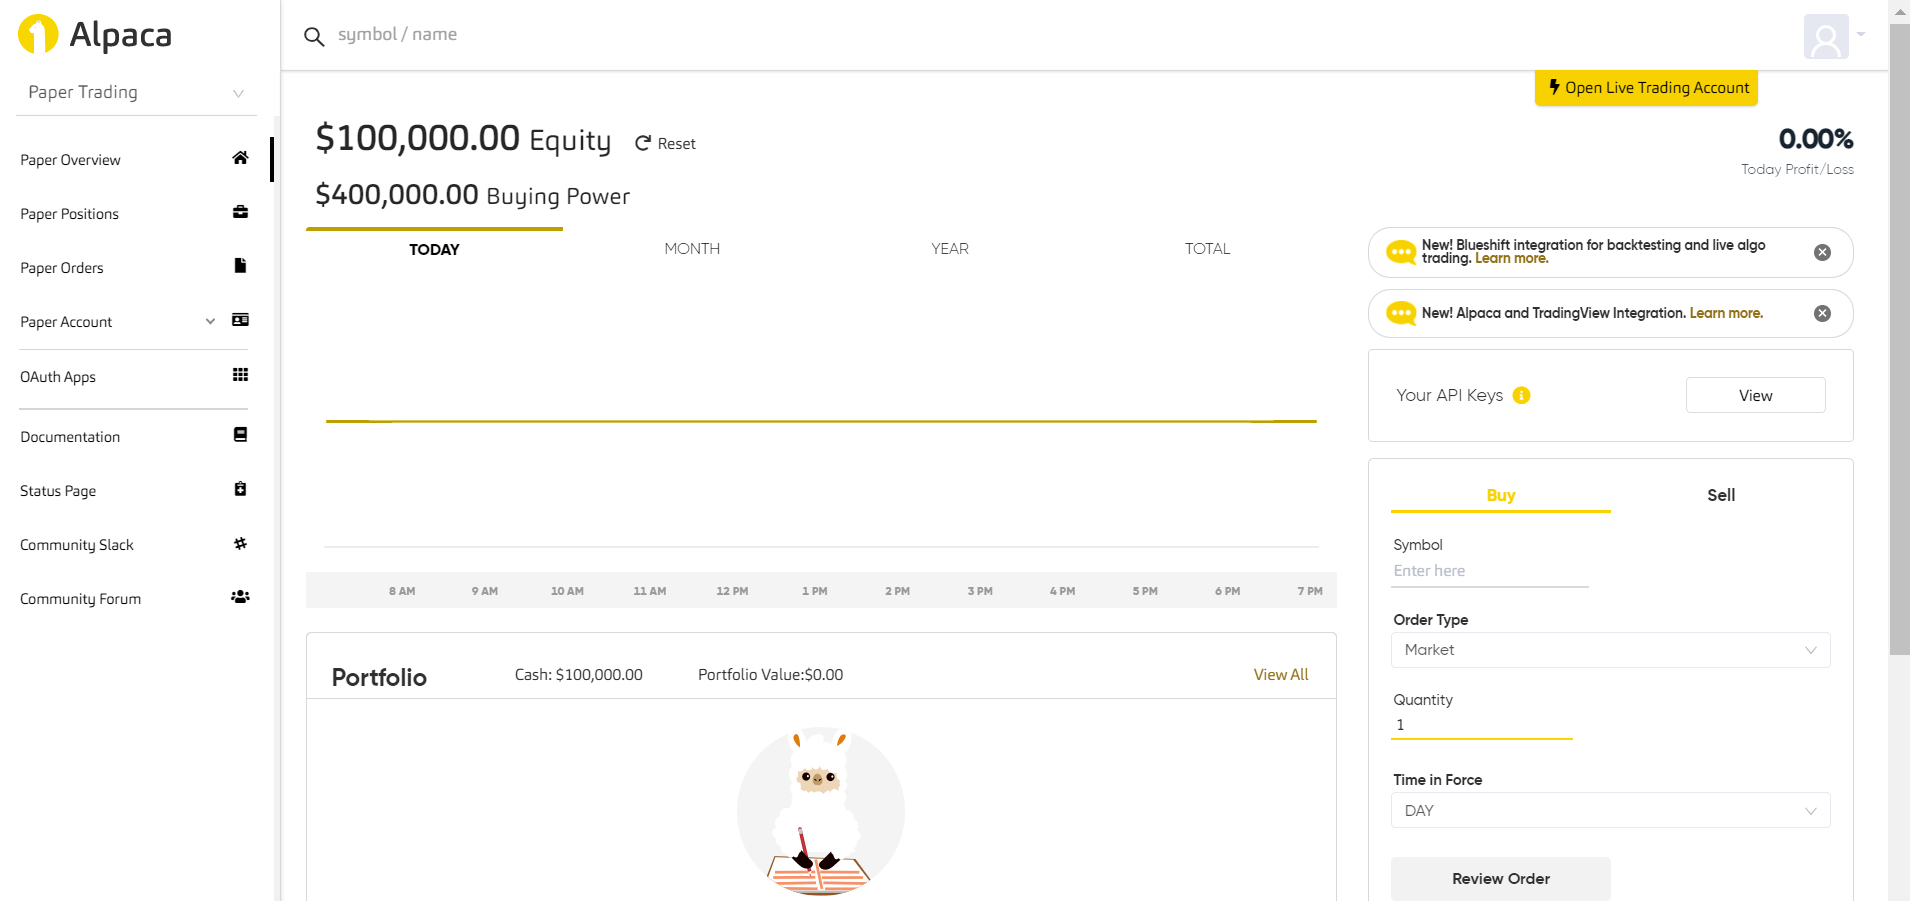 Alpaca
Paper Trading
Paper Overview
Paper Positions
Paper Orders
Paper Account
OAuth Apps
Documentation
Status Page
Community Slack
Community Forum
symbol / name
Open Live Trading Account
$100,000.00 Equity Reset
$400,000.00 Buying Power
0.00%
Today Profit/Loss
TODAY MONTH YEAR TOTAL
8 AM 9 AM 10 AM 11 AM 12 PM 1 PM 2 PM 3 PM 4 PM 5 PM 6 PM 7 PM
Portfolio Cash: $100,000.00 Portfolio Value:$0.00 View All
New! Blueshift integration for backtesting and live algo
trading. Learn more.
New! Alpaca and TradingView Integration. Learn more.
Your API Keys View
Buy Sell
Symbol
Enter here
Order Type
Market
Quantity
1
Time in Force
DAY
Review Order